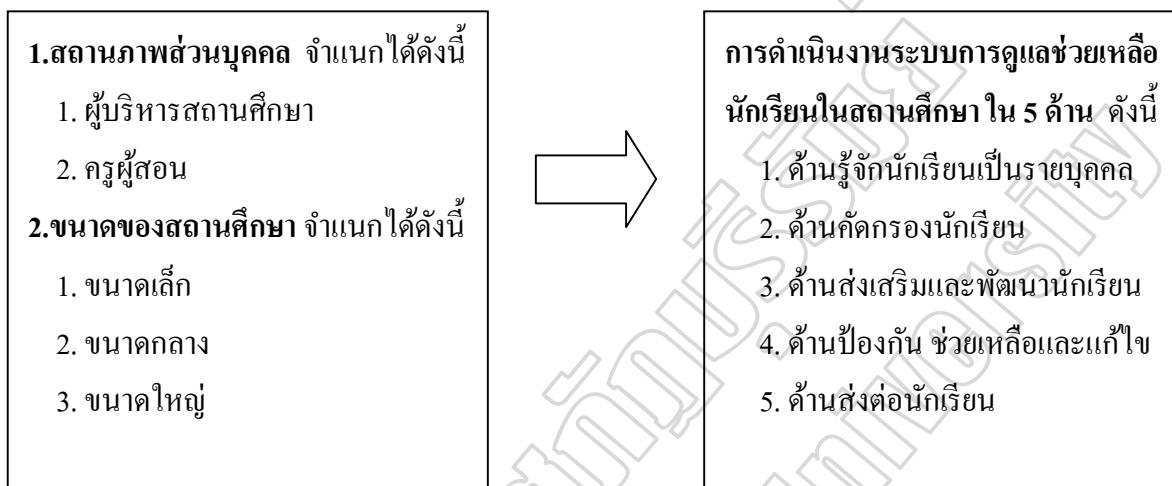 1.สถานภาพส่วนบุคคล จำแนกได้ดังนี้
1. ผู้บริหารสถานศึกษา
2. ครูผู้สอน
2.ขนาดของสถานศึกษา จำแนกได้ดังนี้
1. ขนาดเล็ก
2. ขนาดกลาง
3. ขนาดใหญ่
การดำเนินงานระบบการดูแลช่วยเหลือ
นักเรียนในสถานศึกษา ใน 5 ด้าน ดังนี้
1. ด้านรู้จักนักเรียนเป็นรายบุคคล
2. ด้านคัดกรองนักเรียน
3. ด้านส่งเสริมและพัฒนานักเรียน
4. ด้านป้องกัน ช่วยเหลือและแก้ไข
5. ด้านส่งต่อนักเรียน
University